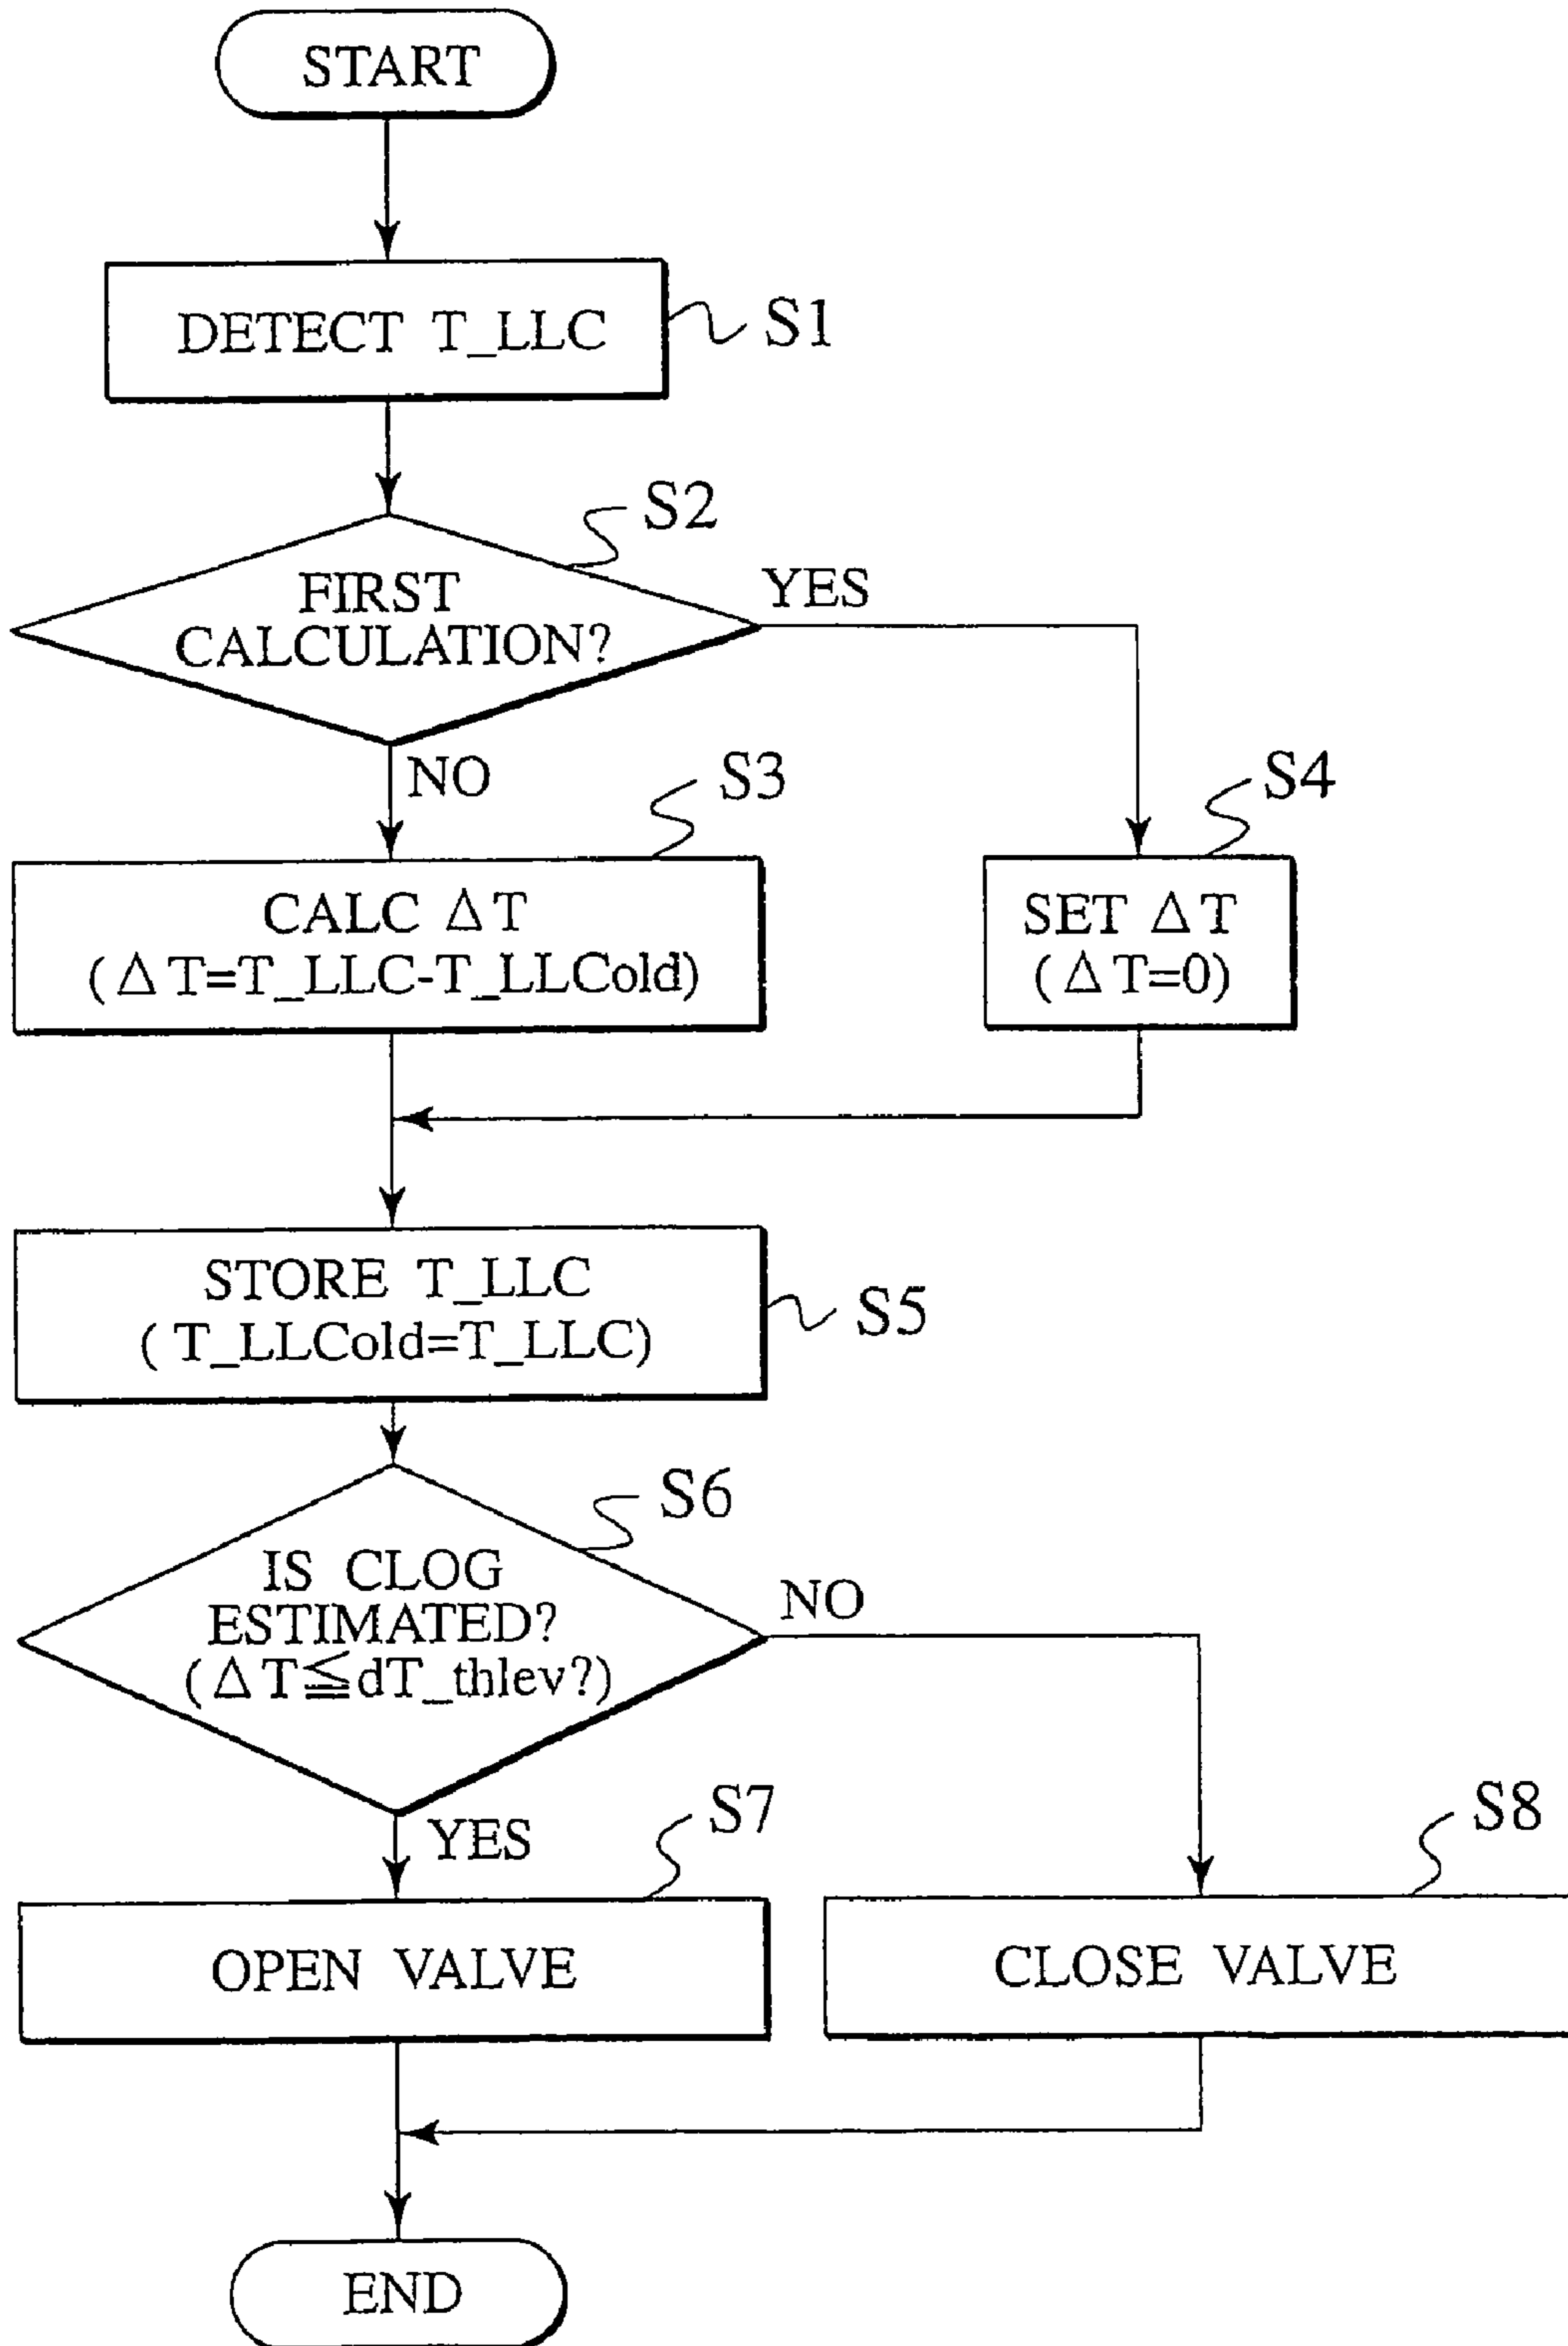 START
DETECT T_LLC
S1
S2
FIRST
CALCULATION?
YES
NO
S3
S4
CALC ΔT
(ΔT=T_LLC-T_LLCold)
SET ΔT
(ΔT=0)
STORE T_LLC
(T_LLCold=T_LLC)
S5
S6
IS CLOG
ESTIMATED?
(ΔT≦dT_thlev?)
NO
YES
S7
S8
OPEN VALVE
CLOSE VALVE
END